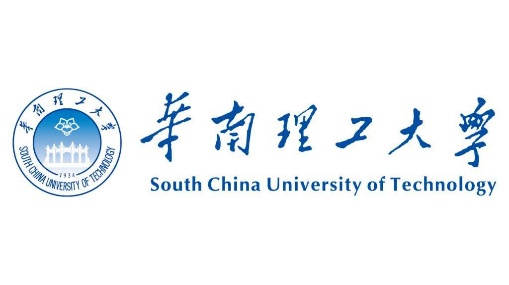 華南理工大學
SOUTH CHINA UNIVERSITY OF TECHNOLOGY
1934
華南理工大學
South China University of Technology